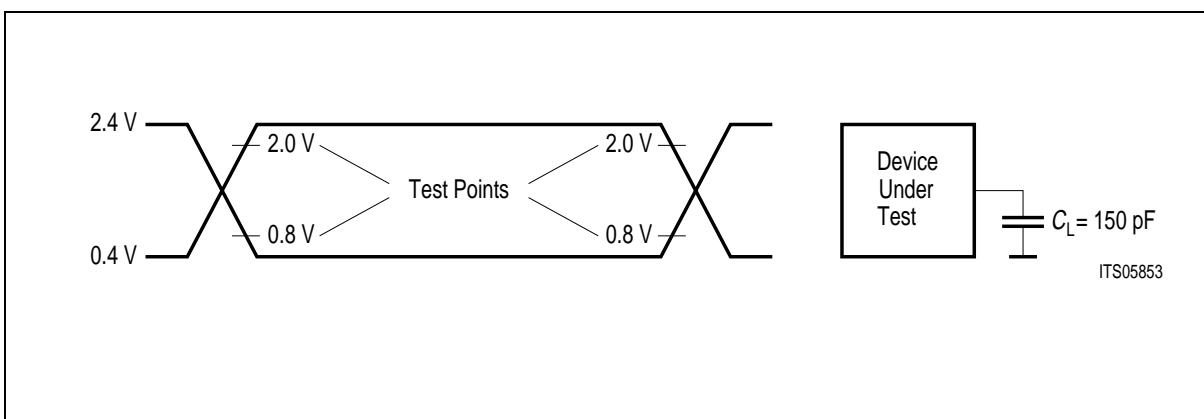 2.4 V
2.0 V
2.0 V
Test Points
0.8 V
0.8 V
0.4 V
Device
Under
Test
CL = 150 pF
ITS05853